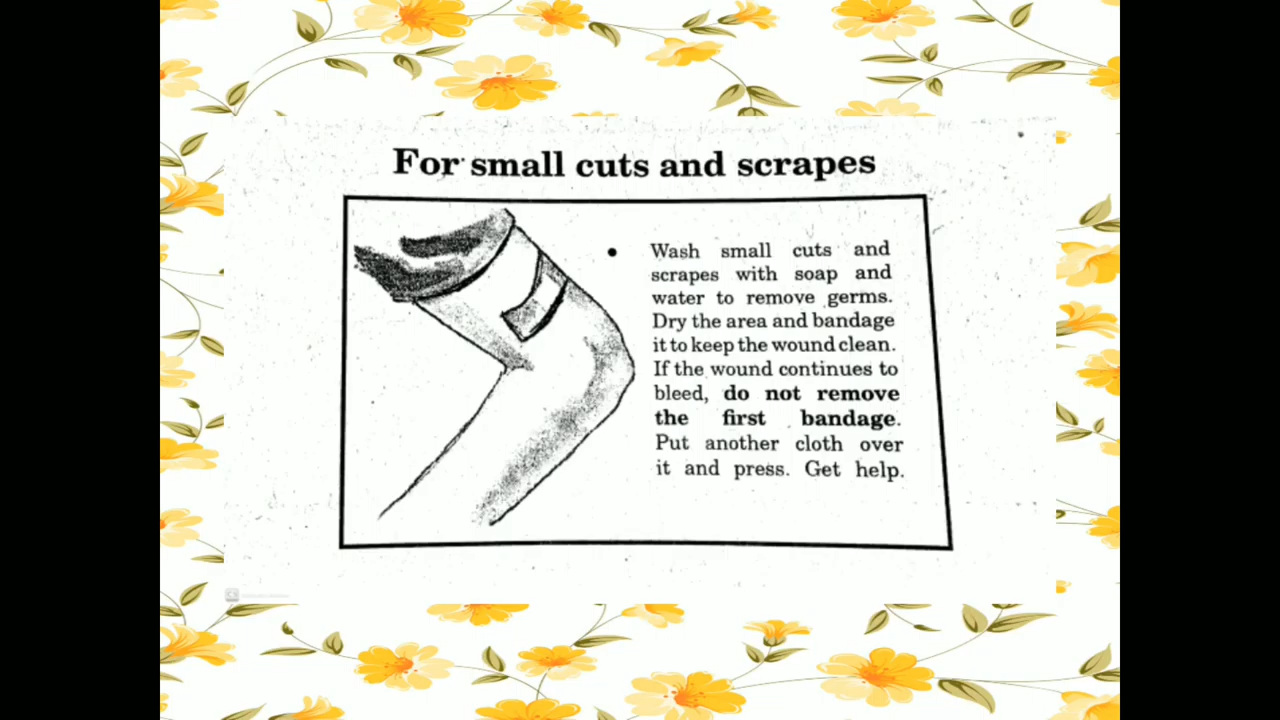 For small cuts and scrapes
• Wash small cuts and
scrapes with soap and
water to remove germs.
Dry the area and bandage
it to keep the wound clean.
If the wound continues to
bleed, do not remove
the first bandage.
Put another cloth over
it and press. Get help.